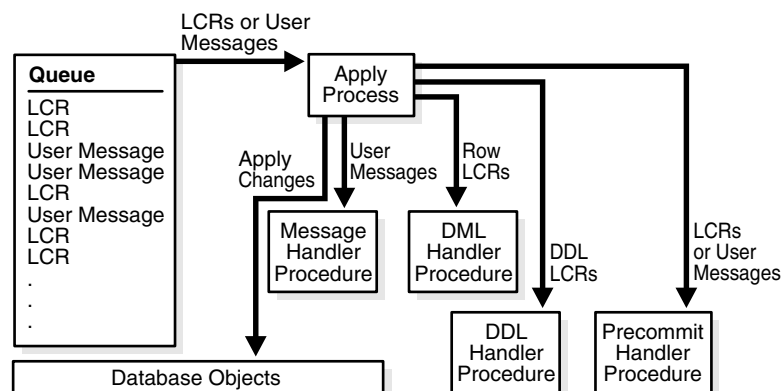 LCRs or User
Messages
Queue
LCR
LCR
User Message
User Message
LCR
User Message
LCR
LCR
.
.
.
Apply
Process
Apply
Changes
User
Messages
Row
LCRs
DDL
LCRs
LCRs
or User
Messages
Message
Handler
Procedure
DML
Handler
Procedure
DDL
Handler
Procedure
Precommit
Handler
Procedure
Database Objects